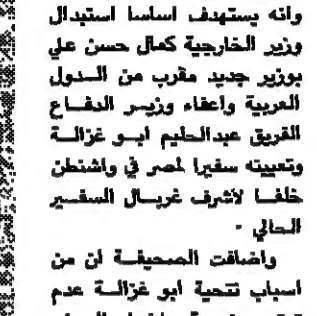 وانه يستهدف اساسا استبدال
وزير الخارجية كمال حسن علي
بوزير جديد مقرب من الدول
العربية واعفاء وزير الدفاع
الفريق عبدالحليم ابو غزالة
وتعيينه سفيرا لمصر في واشنطن
خلفا لأشرف غربال السفير
الحالي ٠
واضافت الصحيفة ان من
اسباب تنحية ابو غزالة عدم